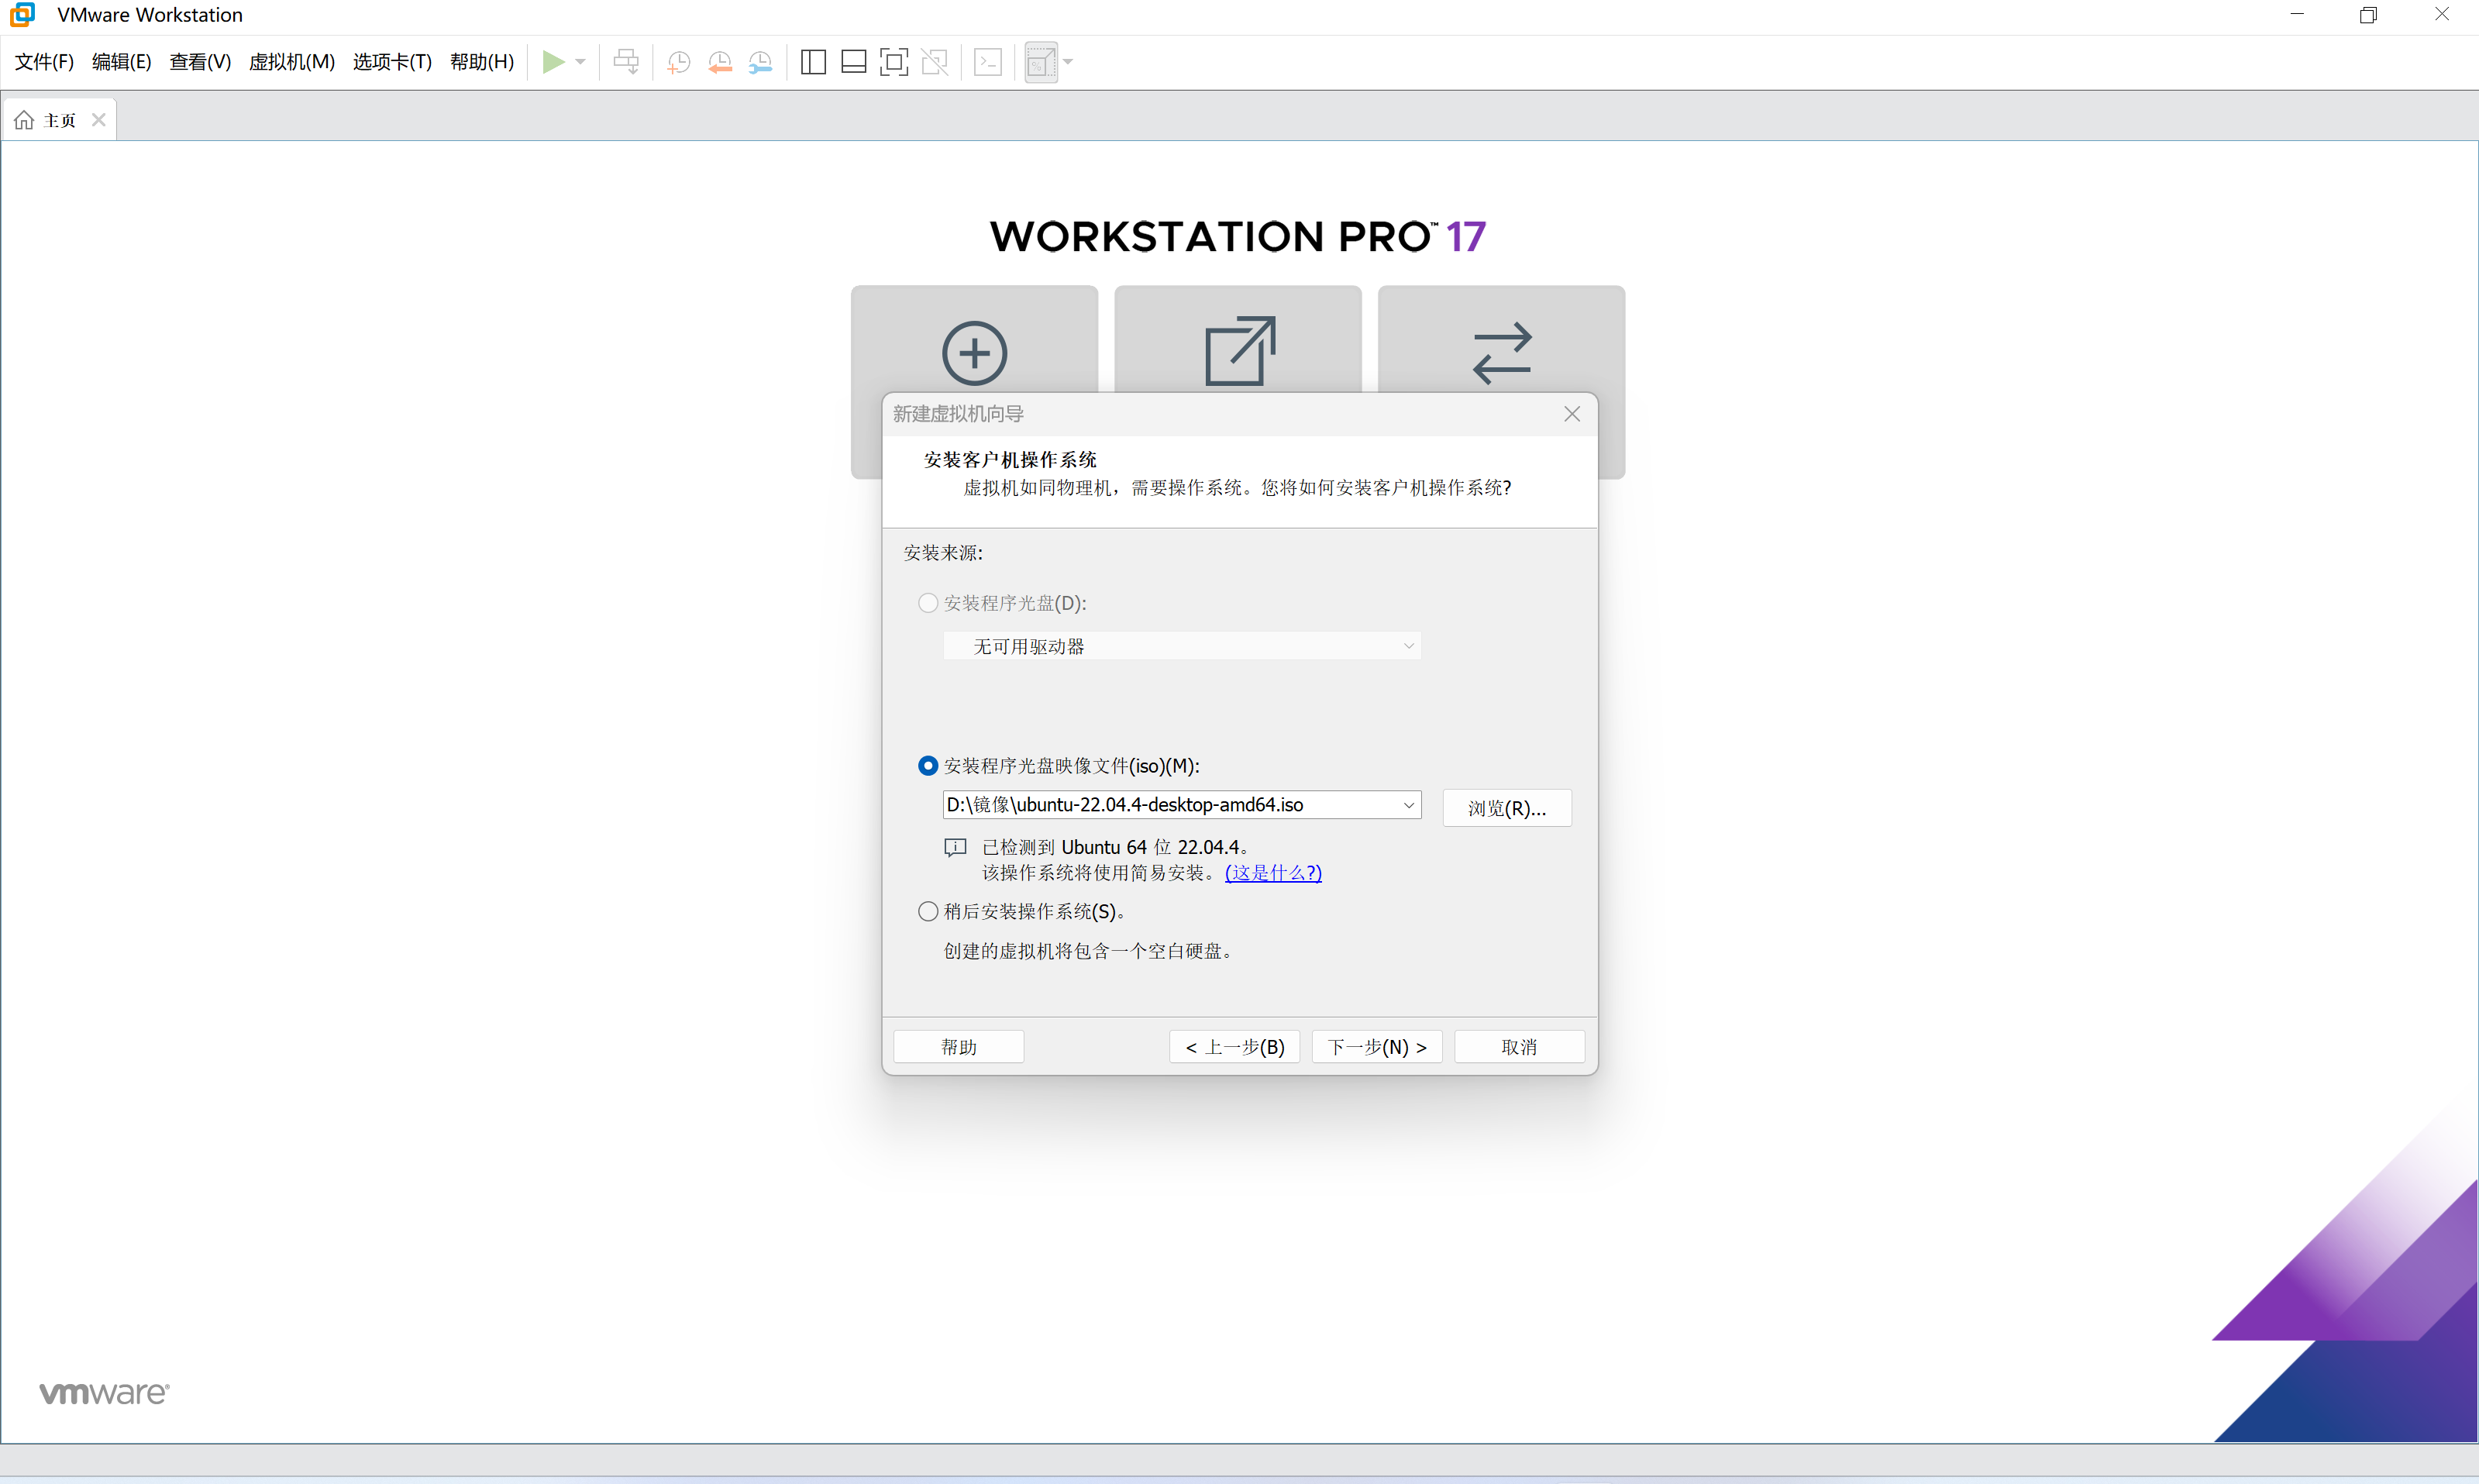 VMware Workstation
文件(F) 编辑(E) 查看(V) 虚拟机(M) 选项卡(T) 帮助(H)
主页
WORKSTATION PRO™ 17
新建虚拟机向导
安装客户机操作系统
虚拟机如同物理机，需要操作系统。您将如何安装客户机操作系统?
安装来源:
安装程序光盘(D):
无可用驱动器
安装程序光盘映像文件(iso)(M):
D:\镜像\ubuntu-22.04.4-desktop-amd64.iso
浏览(R)...
已检测到 Ubuntu 64 位 22.04.4。
该操作系统将使用简易安装。(这是什么?)
稍后安装操作系统(S)。
创建的虚拟机将包含一个空白硬盘。
帮助 < 上一步(B) 下一步(N) > 取消
vmware®